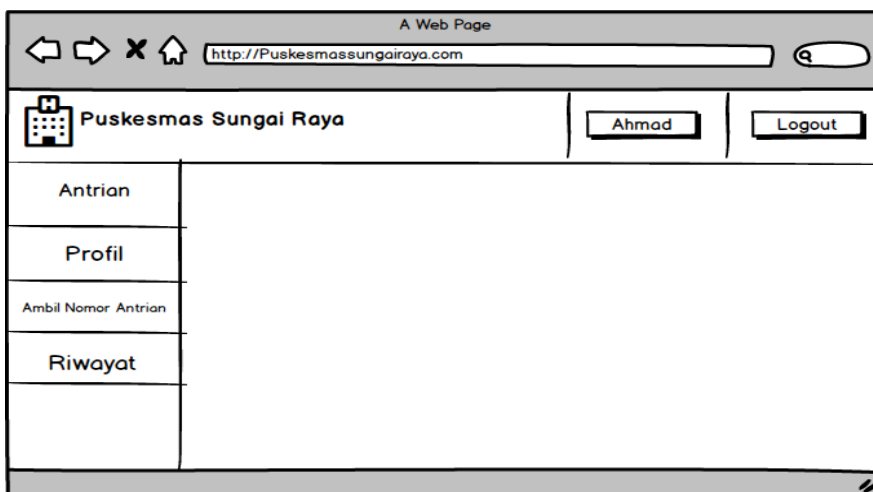 A Web Page
http://Puskesmassungairaya.com
H
Puskesmas Sungai Raya
Ahmad
Logout
Antrian
Profil
Ambil Nomor Antrian
Riwayat